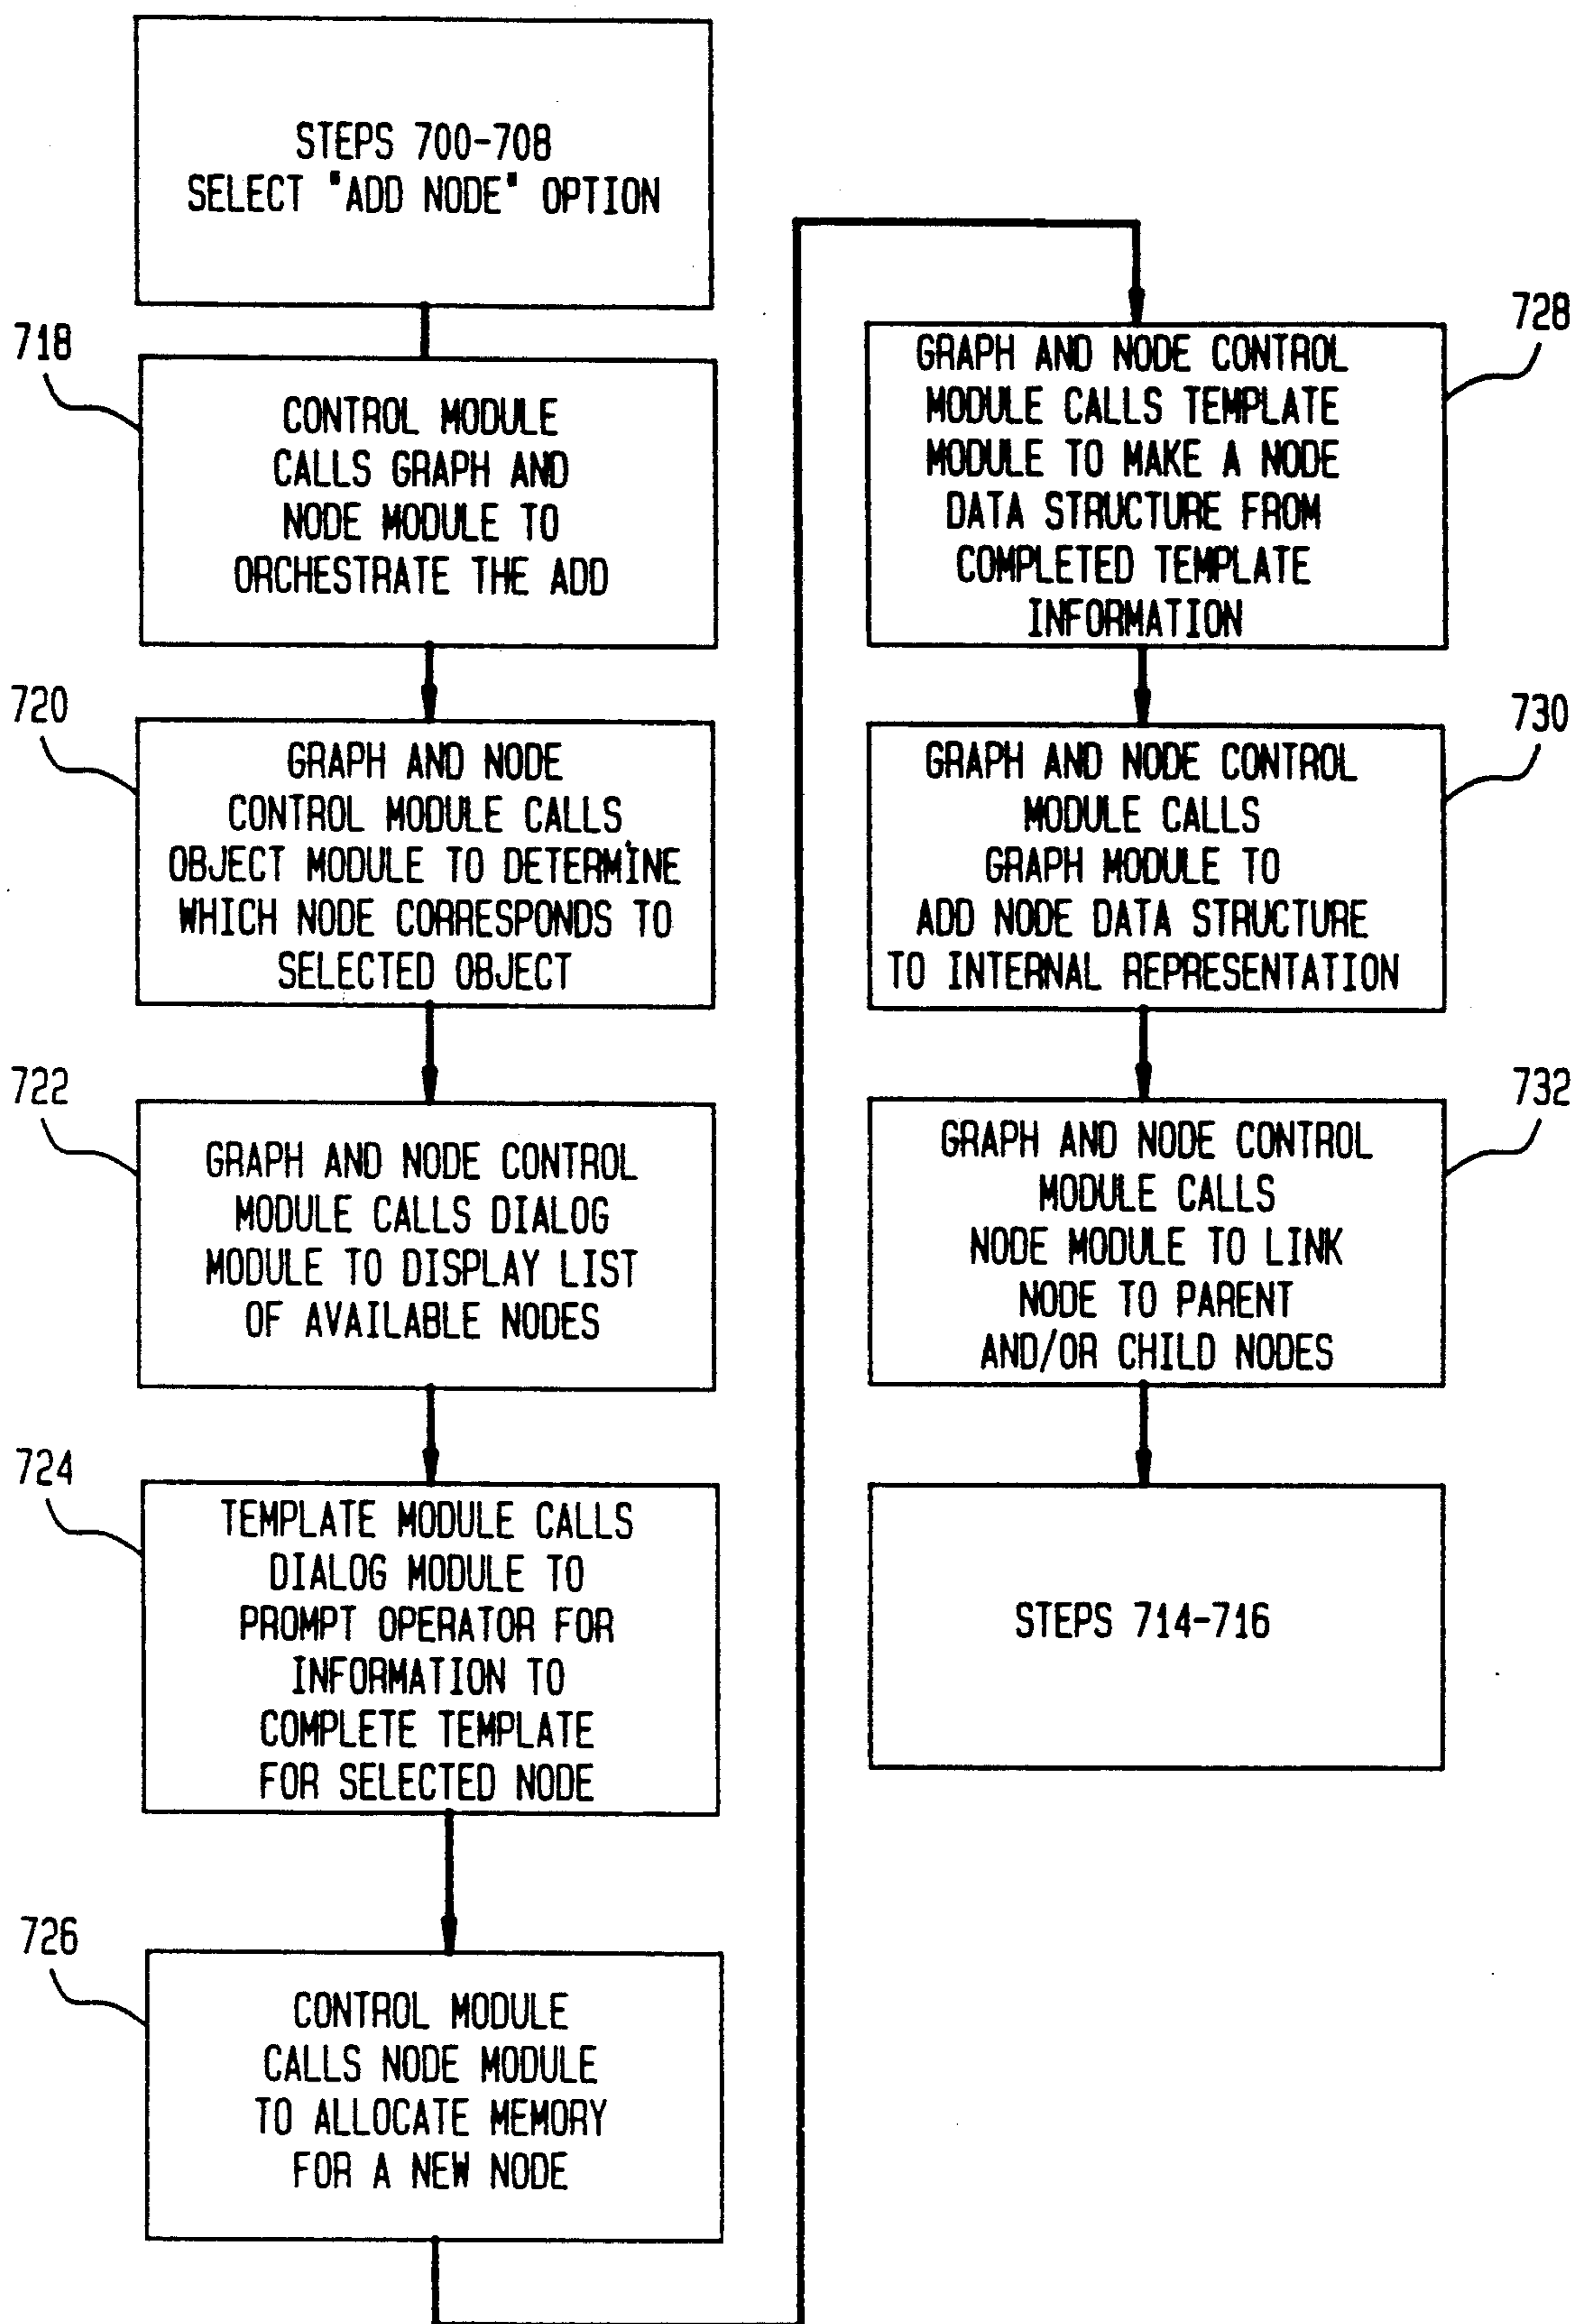 STEPS 700-708
SELECT "ADD NODE" OPTION
718
CONTROL MODULE
CALLS GRAPH AND
NODE MODULE TO
ORCHESTRATE THE ADD
720
GRAPH AND NODE
CONTROL MODULE CALLS
OBJECT MODULE TO DETERMINE
WHICH NODE CORRESPONDS TO
SELECTED OBJECT
722
GRAPH AND NODE CONTROL
MODULE CALLS DIALOG
MODULE TO DISPLAY LIST
OF AVAILABLE NODES
724
TEMPLATE MODULE CALLS
DIALOG MODULE TO
PROMPT OPERATOR FOR
INFORMATION TO
COMPLETE TEMPLATE
FOR SELECTED NODE
726
CONTROL MODULE
CALLS NODE MODULE
TO ALLOCATE MEMORY
FOR A NEW NODE
728
GRAPH AND NODE CONTROL
MODULE CALLS TEMPLATE
MODULE TO MAKE A NODE
DATA STRUCTURE FROM
COMPLETED TEMPLATE
INFORMATION
730
GRAPH AND NODE CONTROL
MODULE CALLS
GRAPH MODULE TO
ADD NODE DATA STRUCTURE
TO INTERNAL REPRESENTATION
732
GRAPH AND NODE CONTROL
MODULE CALLS
NODE MODULE TO LINK
NODE TO PARENT
AND/OR CHILD NODES
STEPS 714-716